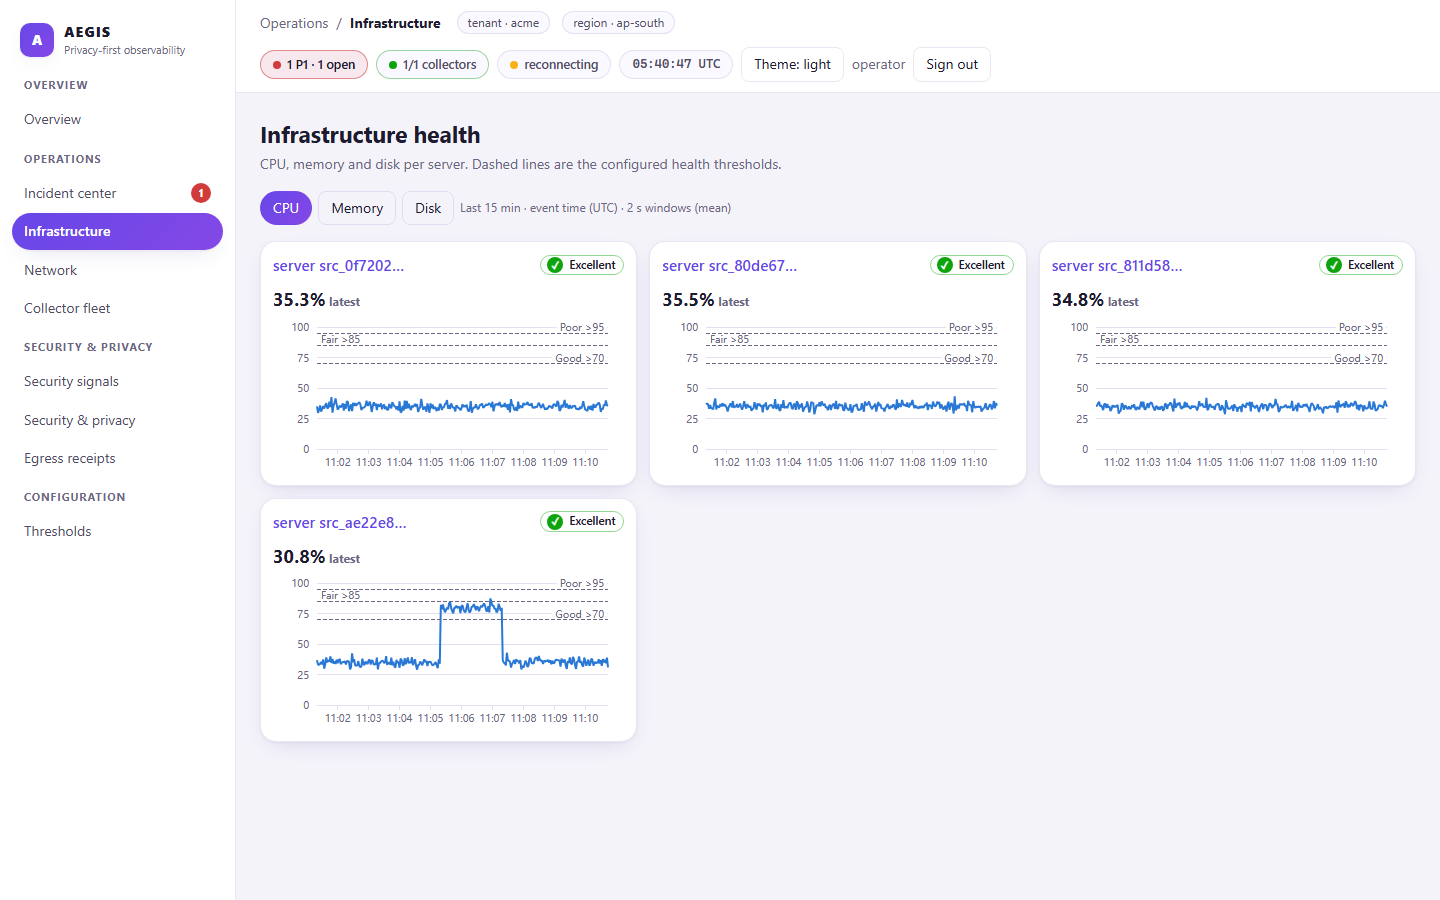 A
AEGIS
Privacy-first observability
OVERVIEW
Overview
OPERATIONS
Incident center 1
Infrastructure
Network
Collector fleet
SECURITY & PRIVACY
Security signals
Security & privacy
Egress receipts
CONFIGURATION
Thresholds
Operations / Infrastructure tenant · acme region · ap-south
1 P1 · 1 open 1/1 collectors reconnecting 05:40:47 UTC Theme: light operator Sign out
Infrastructure health
CPU, memory and disk per server. Dashed lines are the configured health thresholds.
CPU Memory Disk Last 15 min · event time (UTC) · 2 s windows (mean)
server src_0f7202... Excellent
35.3% latest
100 Poor >95
Fair >85
75 Good >70
50
25
0
11:02 11:03 11:04 11:05 11:06 11:07 11:08 11:09 11:10
server src_80de67... Excellent
35.5% latest
100 Poor >95
Fair >85
75 Good >70
50
25
0
11:02 11:03 11:04 11:05 11:06 11:07 11:08 11:09 11:10
server src_811d58... Excellent
34.8% latest
100 Poor >95
Fair >85
75 Good >70
50
25
0
11:02 11:03 11:04 11:05 11:06 11:07 11:08 11:09 11:10
server src_ae22e8... Excellent
30.8% latest
100 Poor >95
Fair >85
75 Good >70
50
25
0
11:02 11:03 11:04 11:05 11:06 11:07 11:08 11:09 11:10